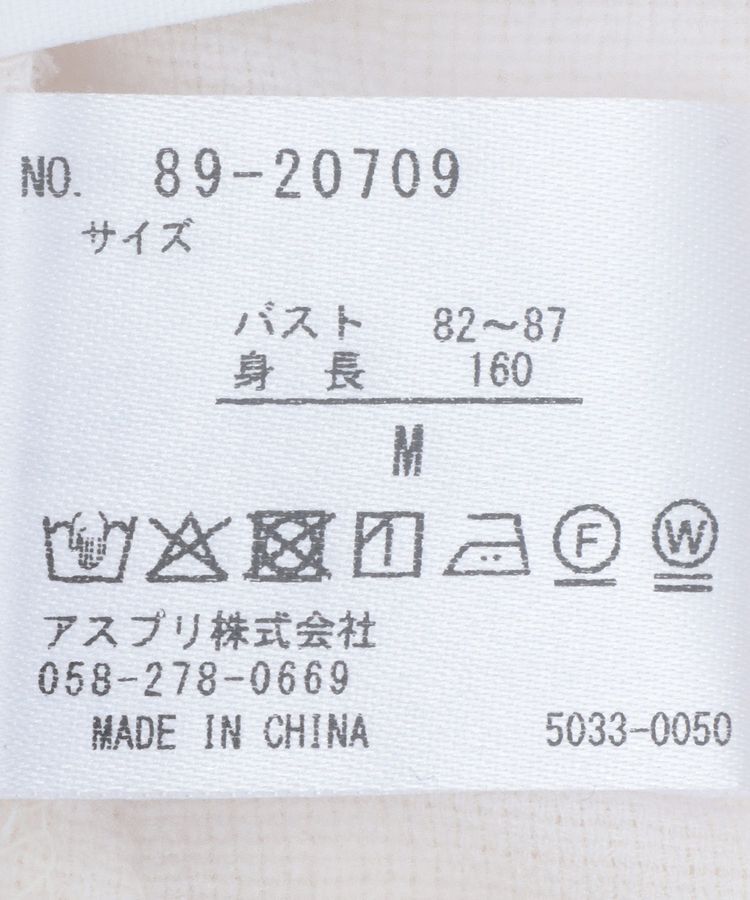 NO. 89-20709
サイズ
バスト 82～87
身 長 160
M
F W
アスプリ株式会社
058-278-0669
MADE IN CHINA 5033-0050